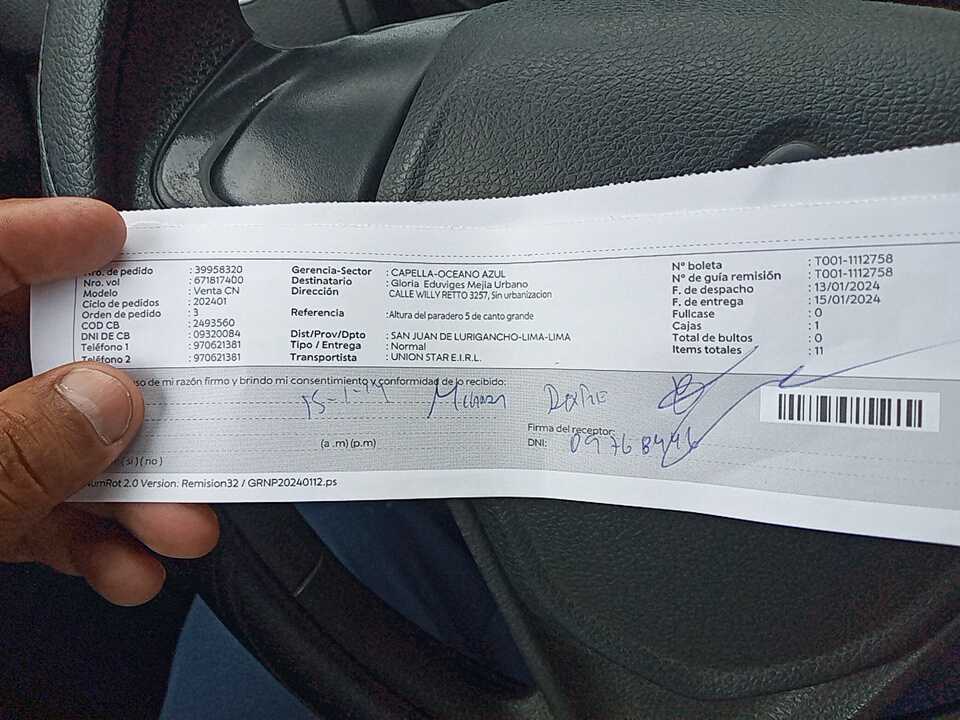 Nro. de pedido : 39958320
Nro. vol : 671817400
Modelo : Venta CN
Ciclo de pedidos : 202401
Orden de pedido : 3
COD CB : 2493560
DNI DE CB : 09320084
Teléfono 1 : 970621381
Teléfono 2 : 970621381
Gerencia-Sector : CAPELLA-OCEANO AZUL
Destinatario : Gloria Eduviges Mejia Urbano
Dirección CALLE WILLY RETTO 3257, Sin urbanizacion
Referencia : Altura del paradero 5 de canto grande
Dist/Prov/Dpto : SAN JUAN DE LURIGANCHO-LIMA-LIMA
Tipo / Entrega : Normal
Transportista : UNION STAR E.I.R.L.
N° boleta : T001-1112758
N° de guía remisión : T001-1112758
F. de despacho : 13/01/2024
F. de entrega : 15/01/2024
Fullcase : 0
Cajas : 1
Total de bultos : 0
Items totales : 11
uso de mi razón firmo y brindo mi consentimiento y conformidad de lo recibido:
Firma del receptor:
(a .m) (p.m) DNI:
( si ) ( no )
NumRot 2.0 Version: Remision32 / GRNP20240112.ps